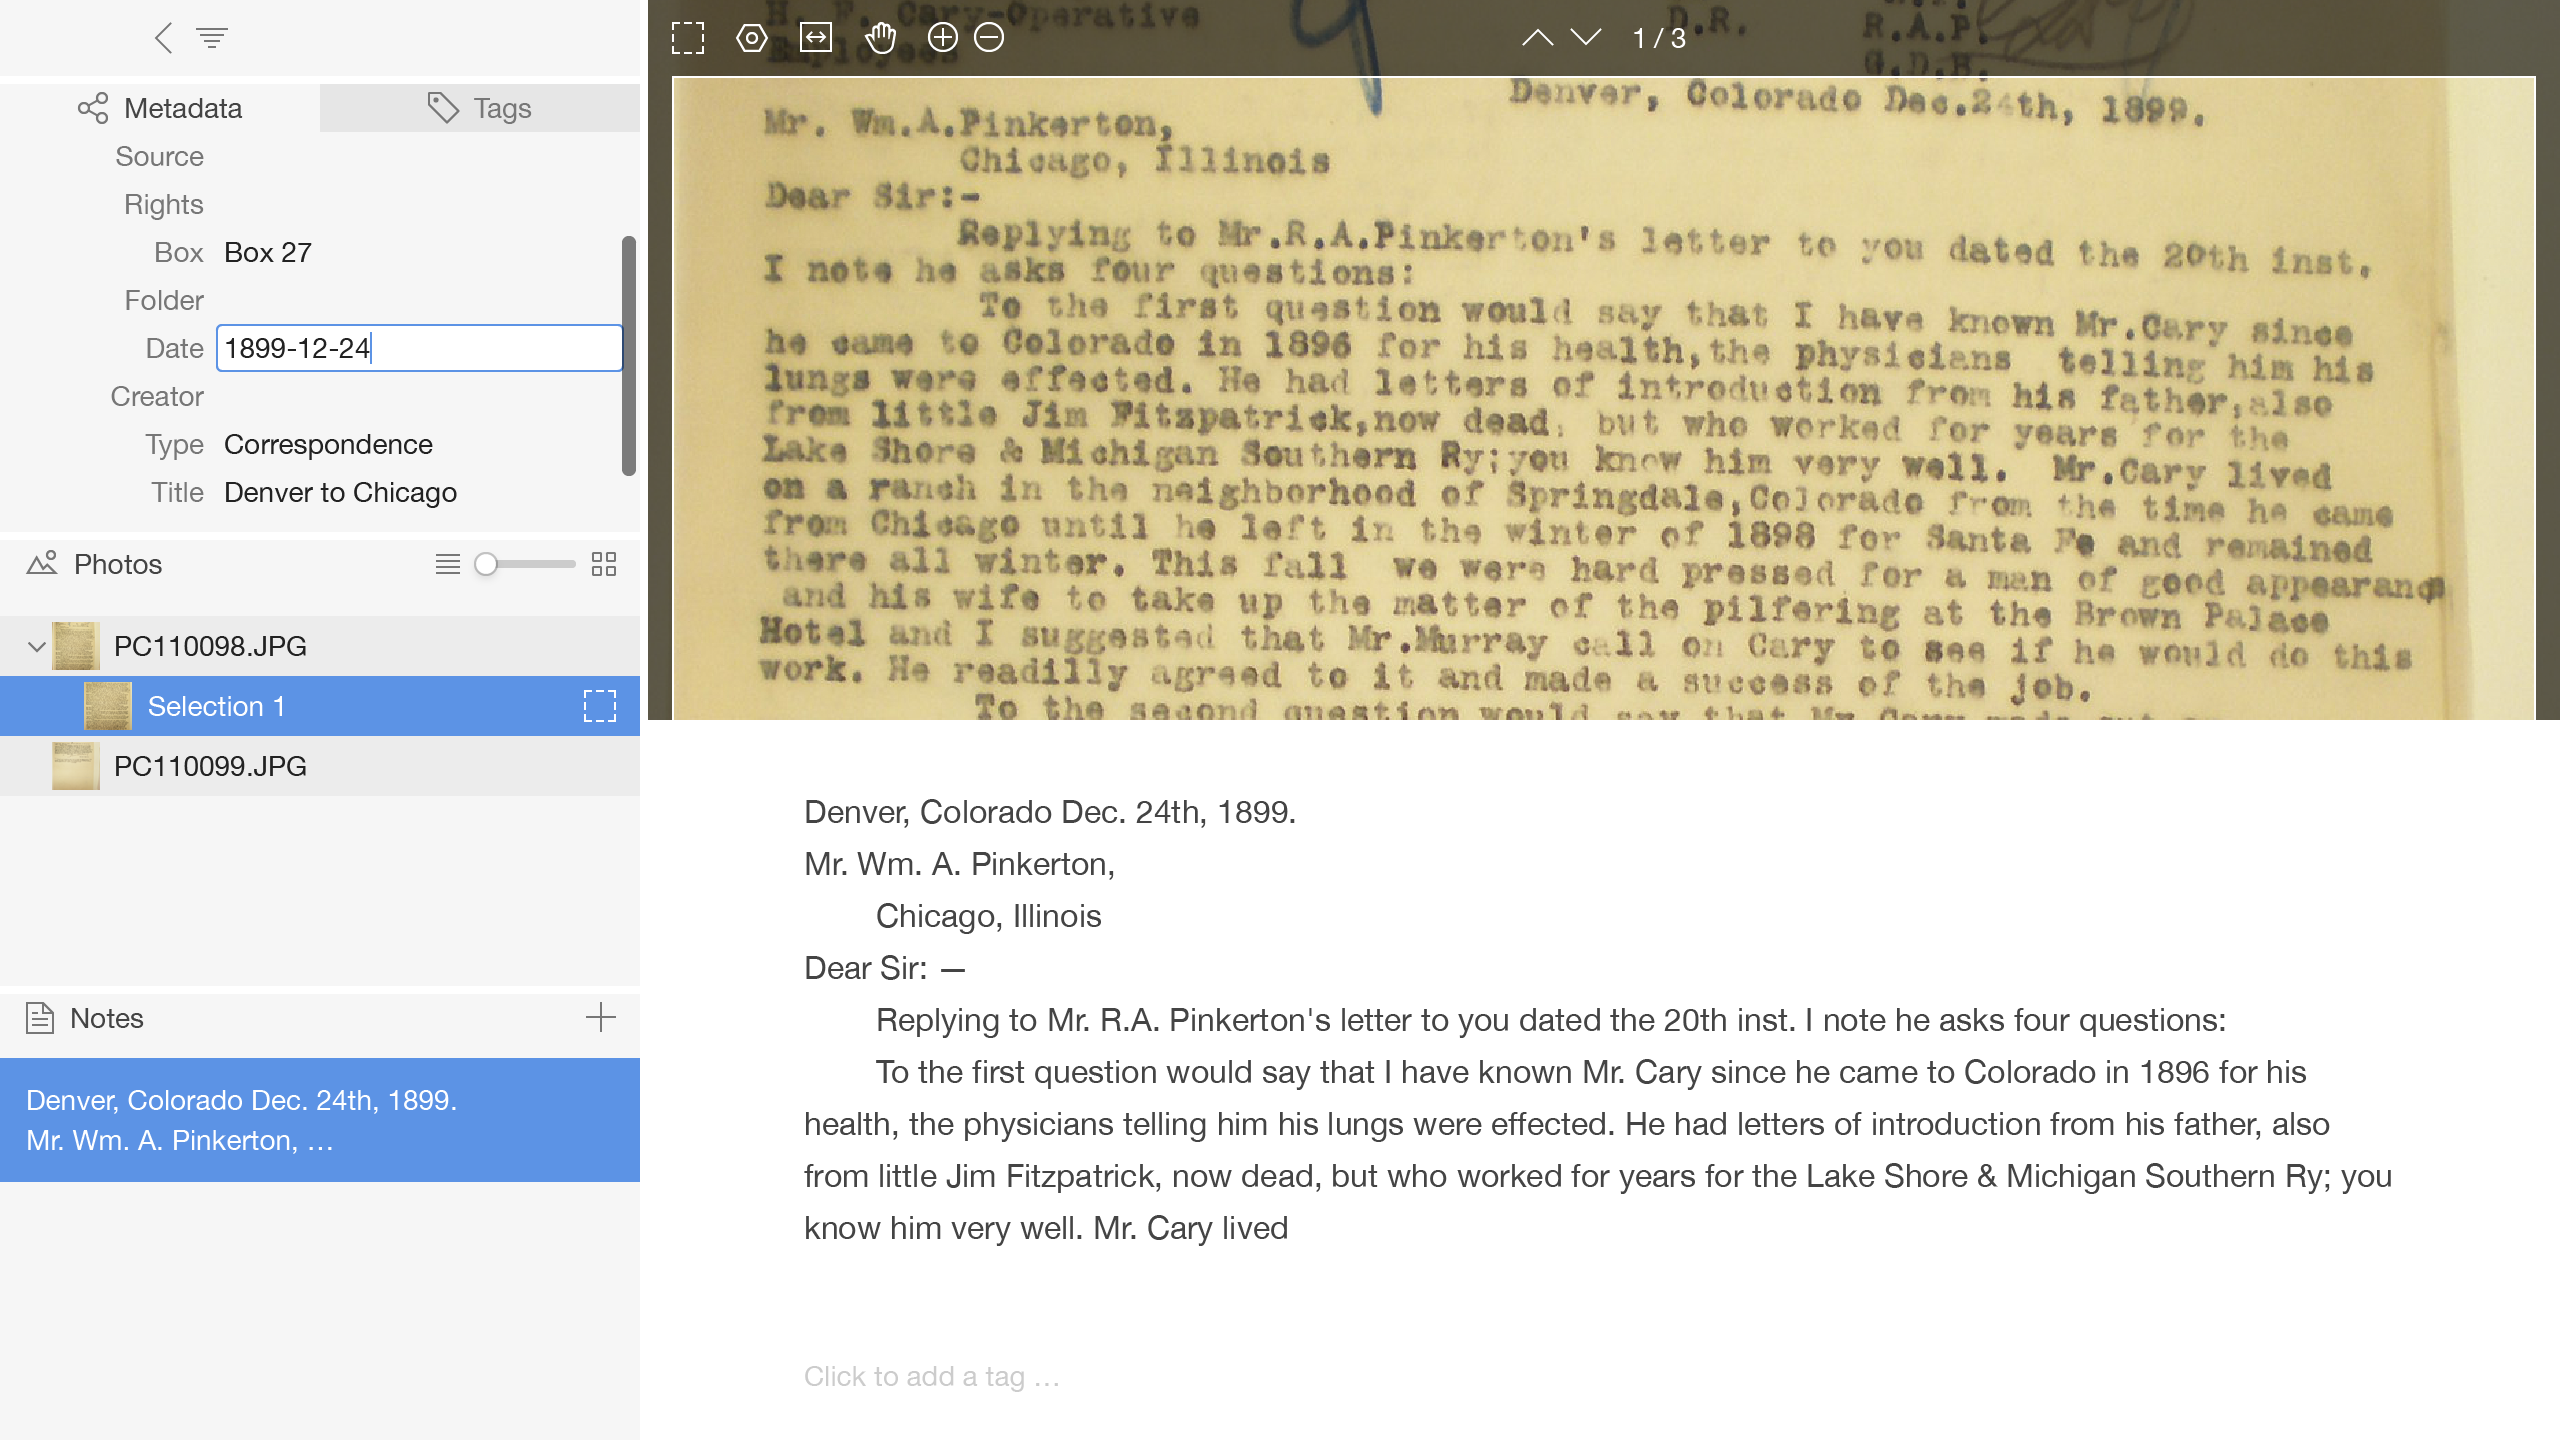 Metadata
Tags
Source
Rights
Box Box 27
Folder
Date 1899-12-24
Creator
Type Correspondence
Title Denver to Chicago
Photos
PC110098.JPG
Selection 1
PC110099.JPG
Notes
Denver, Colorado Dec. 24th, 1899.
Mr. Wm. A. Pinkerton, …
1 / 3
H. F. Cary-Operative
Employees
D.R.
R.A.P.
G.D.B.
Denver, Colorado Dec.24th, 1899.
Mr. Wm.A.Pinkerton,
Chicago, Illinois
Dear Sir:-
Replying to Mr.R.A.Pinkerton's letter to you dated the 20th inst.
I note he asks four questions:
To the first question would say that I have known Mr.Cary since
he came to Colorado in 1896 for his health,the physicians telling him his
lungs were effected. He had letters of introduction from his father,also
from little Jim Fitzpatrick,now dead, but who worked for years for the
Lake Shore & Michigan Southern Ry;you know him very well. Mr.Cary lived
on a ranch in the neighborhood of Springdale,Colorado from the time he came
from Chicago until he left in the winter of 1898 for Santa Fe and remained
there all winter. This fall we were hard pressed for a man of good appearanc
and his wife to take up the matter of the pilfering at the Brown Palace
Hotel and I suggested that Mr.Murray call on Cary to see if he would do this
work. He readilly agreed to it and made a success of the job.
To the second question would say that Mr Cary made
Denver, Colorado Dec. 24th, 1899.
Mr. Wm. A. Pinkerton,
Chicago, Illinois
Dear Sir: —
Replying to Mr. R.A. Pinkerton's letter to you dated the 20th inst. I note he asks four questions:
To the first question would say that I have known Mr. Cary since he came to Colorado in 1896 for his
health, the physicians telling him his lungs were effected. He had letters of introduction from his father, also
from little Jim Fitzpatrick, now dead, but who worked for years for the Lake Shore & Michigan Southern Ry; you
know him very well. Mr. Cary lived
Click to add a tag …